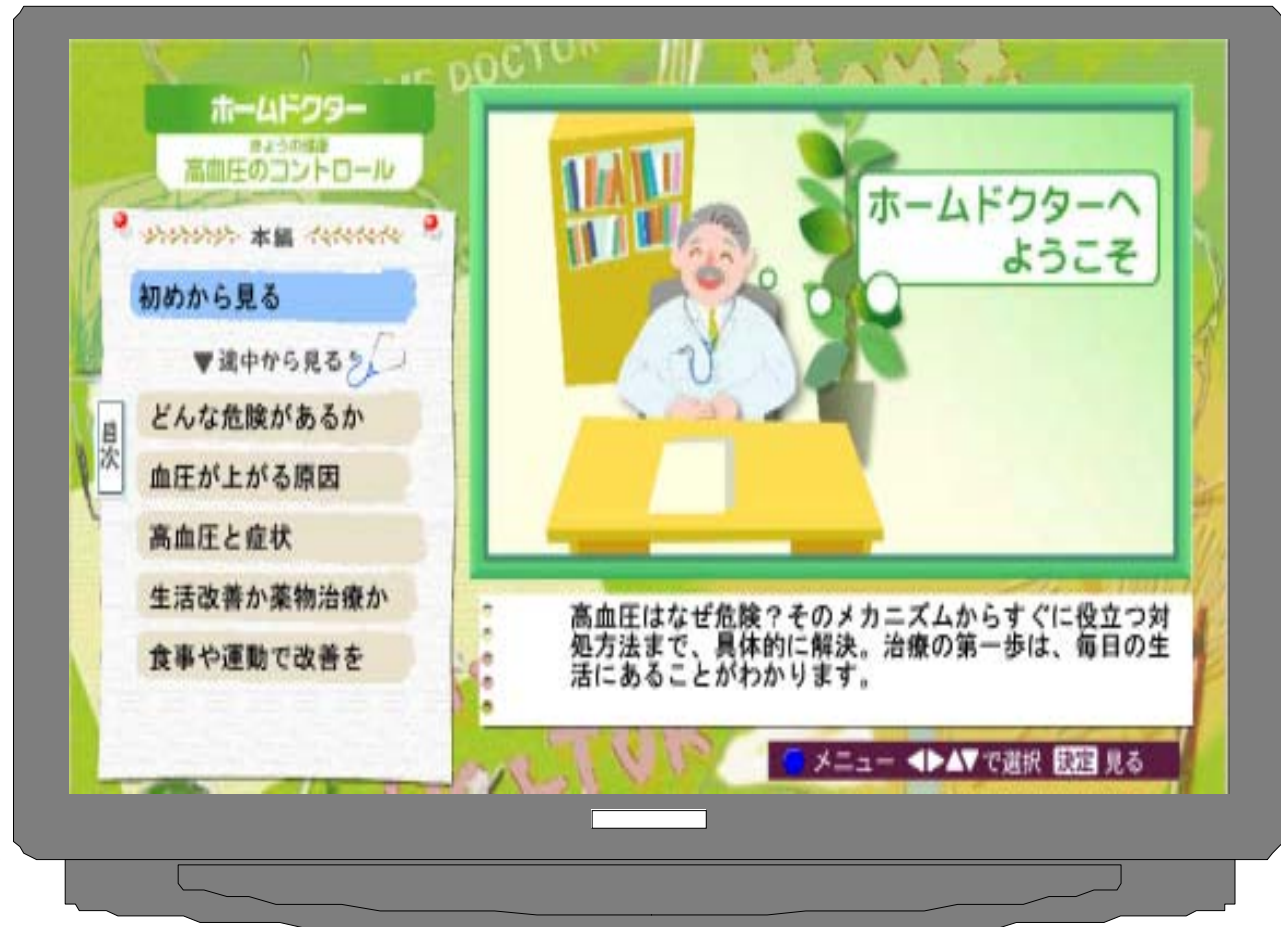 ホームドクター
きょうの健康
高血圧のコントロール
本編
初めから見る
▼途中から見る
目次
どんな危険があるか
血圧が上がる原因
高血圧と症状
生活改善か薬物治療か
食事や運動で改善を
ホームドクターへ
ようこそ
高血圧はなぜ危険？そのメカニズムからすぐに役立つ対
処方法まで、具体的に解決。治療の第一歩は、毎日の生
活にあることがわかります。
メニュー ◀▶▲▼で選択 決定 見る
DOCTOR